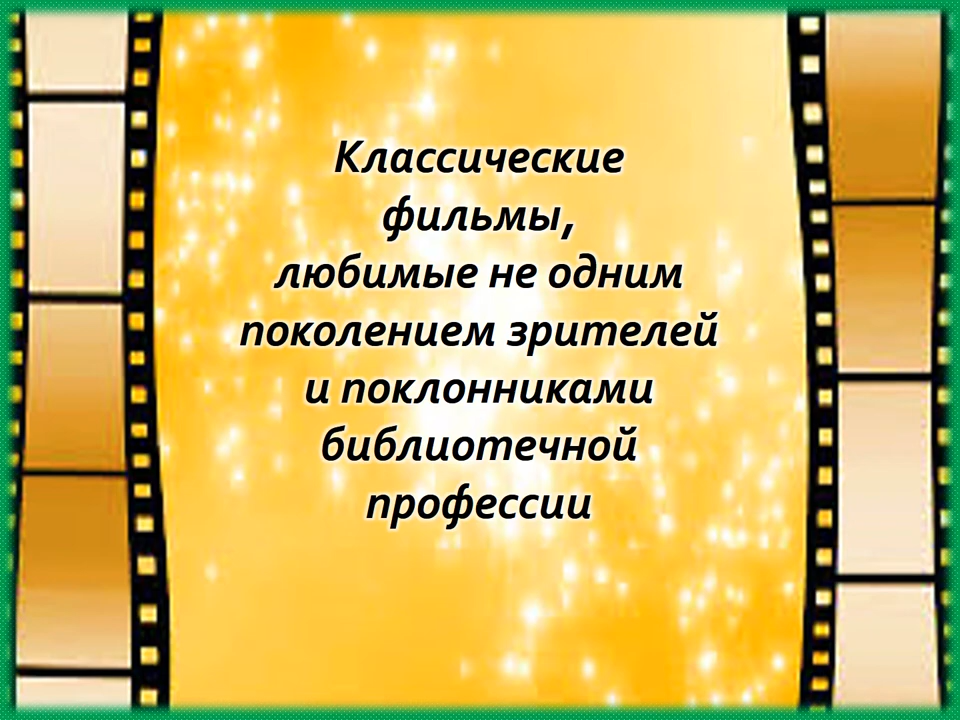 Классические
фильмы,
любимые не одним
поколением зрителей
и поклонниками
библиотечной
профессии